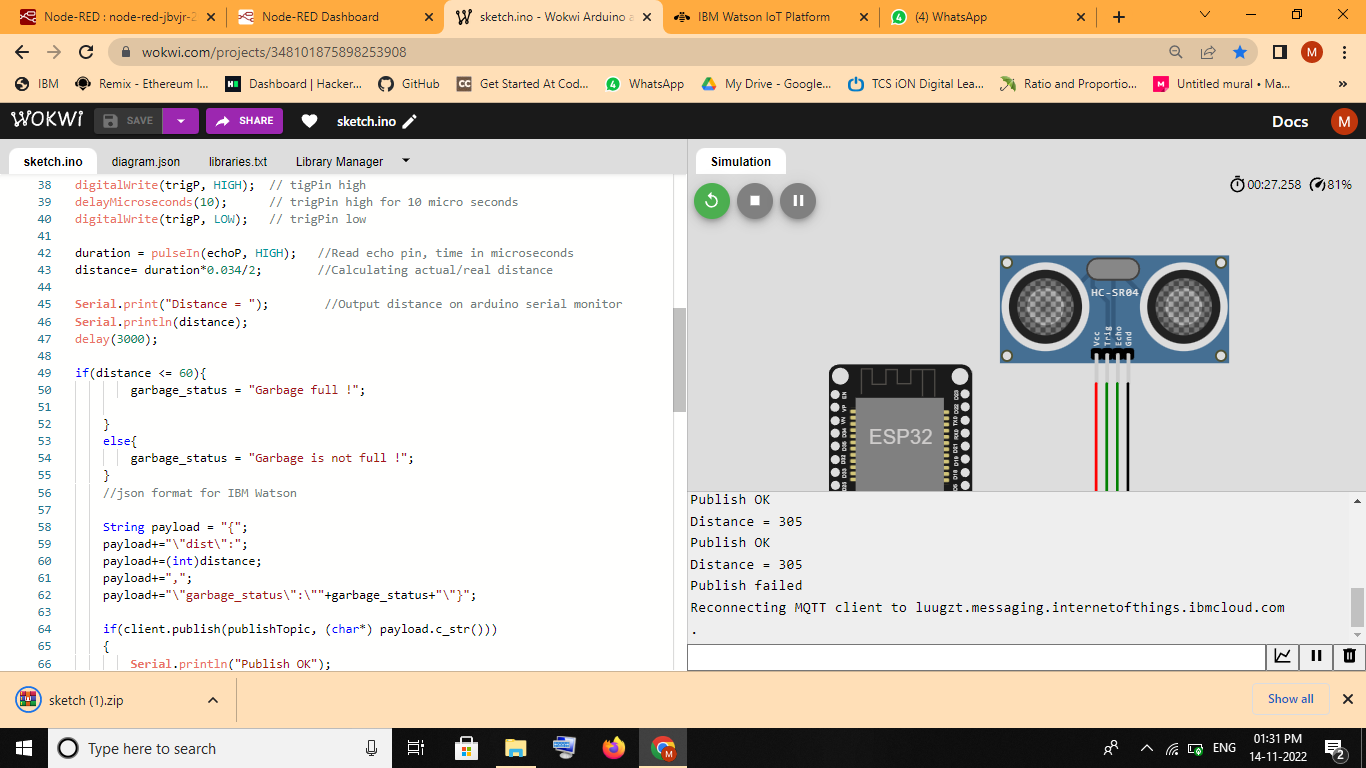 Node-RED : node-red-jbvjr-2
Node-RED Dashboard
sketch.ino - Wokwi Arduino a
IBM Watson IoT Platform
(4) WhatsApp
wokwi.com/projects/348101875898253908
M
IBM
Remix - Ethereum I...
Dashboard | Hacker...
GitHub
Get Started At Cod...
WhatsApp
My Drive - Google...
TCS iON Digital Lea...
Ratio and Proportio...
Untitled mural • Ma...
WOKWI
SAVE
SHARE
sketch.ino
Docs
M
sketch.ino
diagram.json
libraries.txt
Library Manager
Simulation
00:27.258
81%
38 digitalWrite(trigP, HIGH); // tigPin high
39 delayMicroseconds(10); // trigPin high for 10 micro seconds
40 digitalWrite(trigP, LOW); // trigPin low
41
42 duration = pulseIn(echoP, HIGH); //Read echo pin, time in microseconds
43 distance= duration*0.034/2; //Calculating actual/real distance
44
45 Serial.print("Distance = "); //Output distance on arduino serial monitor
46 Serial.println(distance);
47 delay(3000);
48
49 if(distance <= 60){
50 garbage_status = "Garbage full !";
51
52 }
53 else{
54 garbage_status = "Garbage is not full !";
55 }
56 //json format for IBM Watson
57
58 String payload = "{";
59 payload+="\"dist\":";
60 payload+=(int)distance;
61 payload+=",";
62 payload+="\"garbage_status\":\""+garbage_status+"\"}";
63
64 if(client.publish(publishTopic, (char*) payload.c_str()))
65 {
66 Serial.println("Publish OK");
HC-SR04
Vcc
Trig
Echo
Gnd
ESP32
Publish OK
Distance = 305
Publish OK
Distance = 305
Publish failed
Reconnecting MQTT client to luugzt.messaging.internetofthings.ibmcloud.com
.
sketch (1).zip
Show all
Type here to search
ENG
01:31 PM
14-11-2022
2